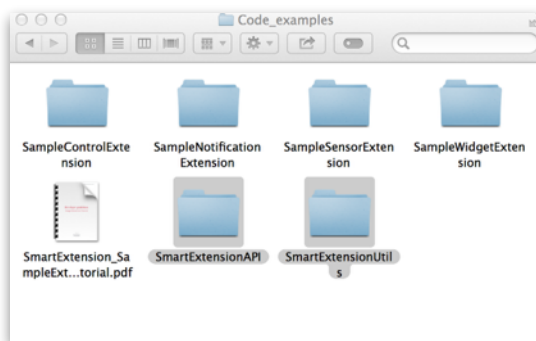 Code_examples
SampleControlExte
nsion
SampleNotification
Extension
SampleSensorExten
sion
SampleWidgetExten
sion
SmartExtension_Sa
mpleExt...torial.pdf
SmartExtensionAPI
SmartExtensionUtil
s